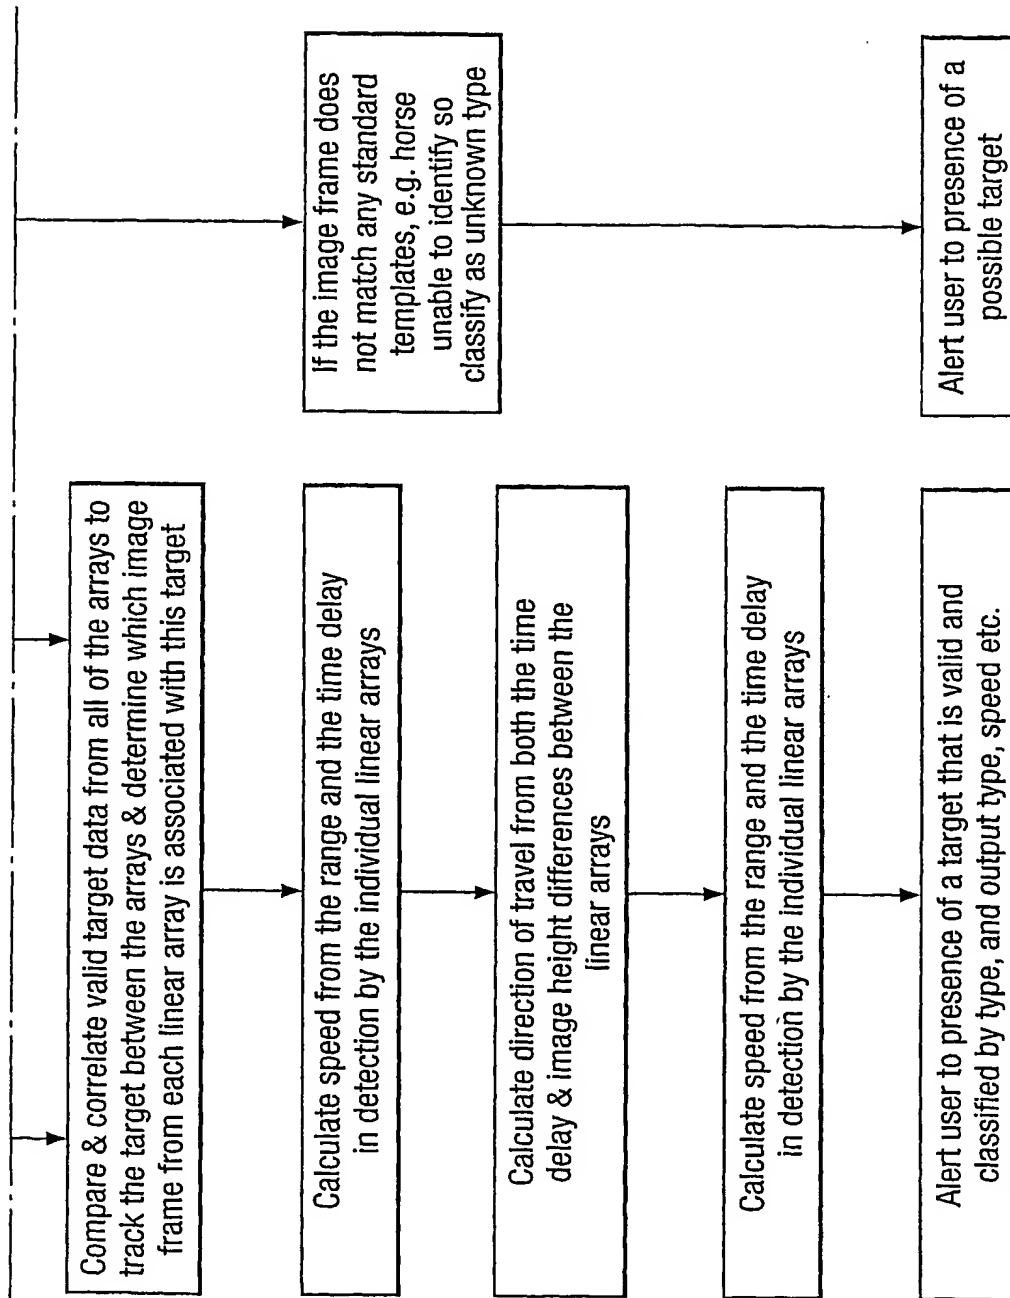 Compare & correlate valid target data from all of the arrays to
track the target between the arrays & determine which image
frame from each linear array is associated with this target
Calculate speed from the range and the time delay
in detection by the individual linear arrays
Calculate direction of travel from both the time
delay & image height differences between the
linear arrays
Calculate speed from the range and the time delay
in detection by the individual linear arrays
Alert user to presence of a target that is valid and
classified by type, and output type, speed etc.
If the image frame does
not match any standard
templates, e.g. horse
unable to identify so
classify as unknown type
Alert user to presence of a
possible target